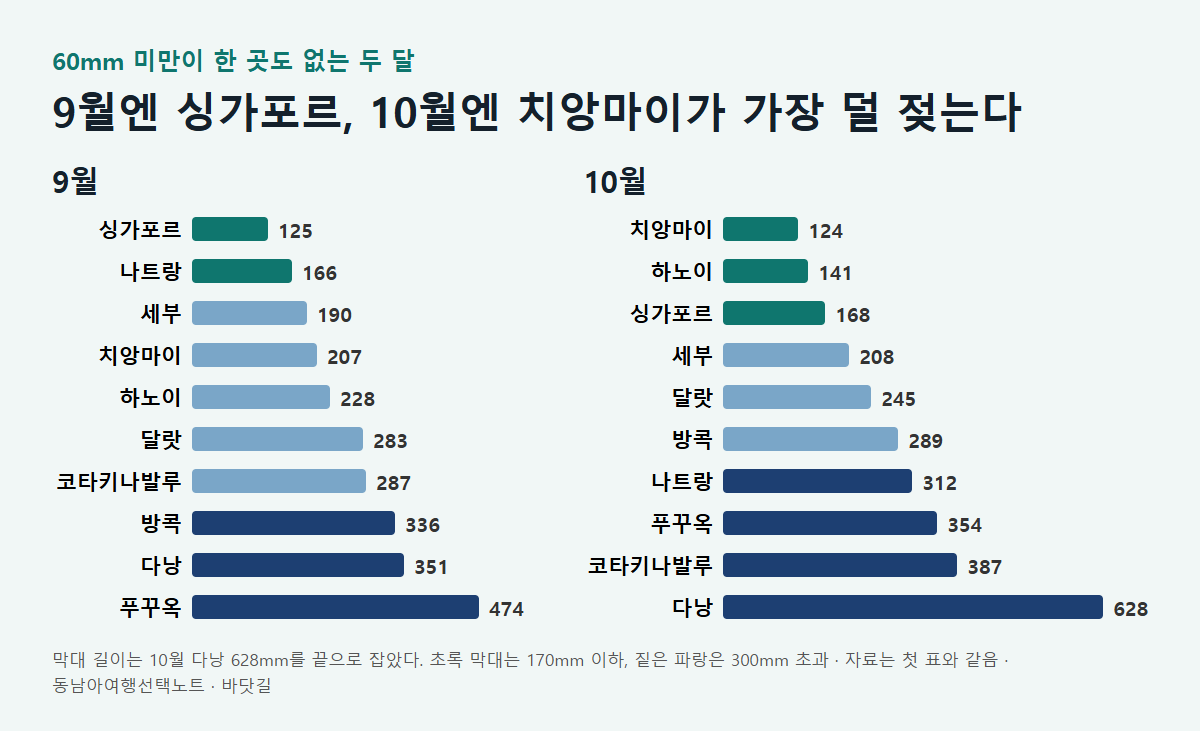 60mm 미만이 한 곳도 없는 두 달
9월엔 싱가포르, 10월엔 치앙마이가 가장 덜 젖는다
9월
싱가포르 125
나트랑 166
세부 190
치앙마이 207
하노이 228
달랏 283
코타키나발루 287
방콕 336
다낭 351
푸꾸옥 474
10월
치앙마이 124
하노이 141
싱가포르 168
세부 208
달랏 245
방콕 289
나트랑 312
푸꾸옥 354
코타키나발루 387
다낭 628
막대 길이는 10월 다낭 628mm를 끝으로 잡았다. 초록 막대는 170mm 이하, 짙은 파랑은 300mm 초과 · 자료는 첫 표와 같음 ·
동남아여행선택노트 · 바닷길